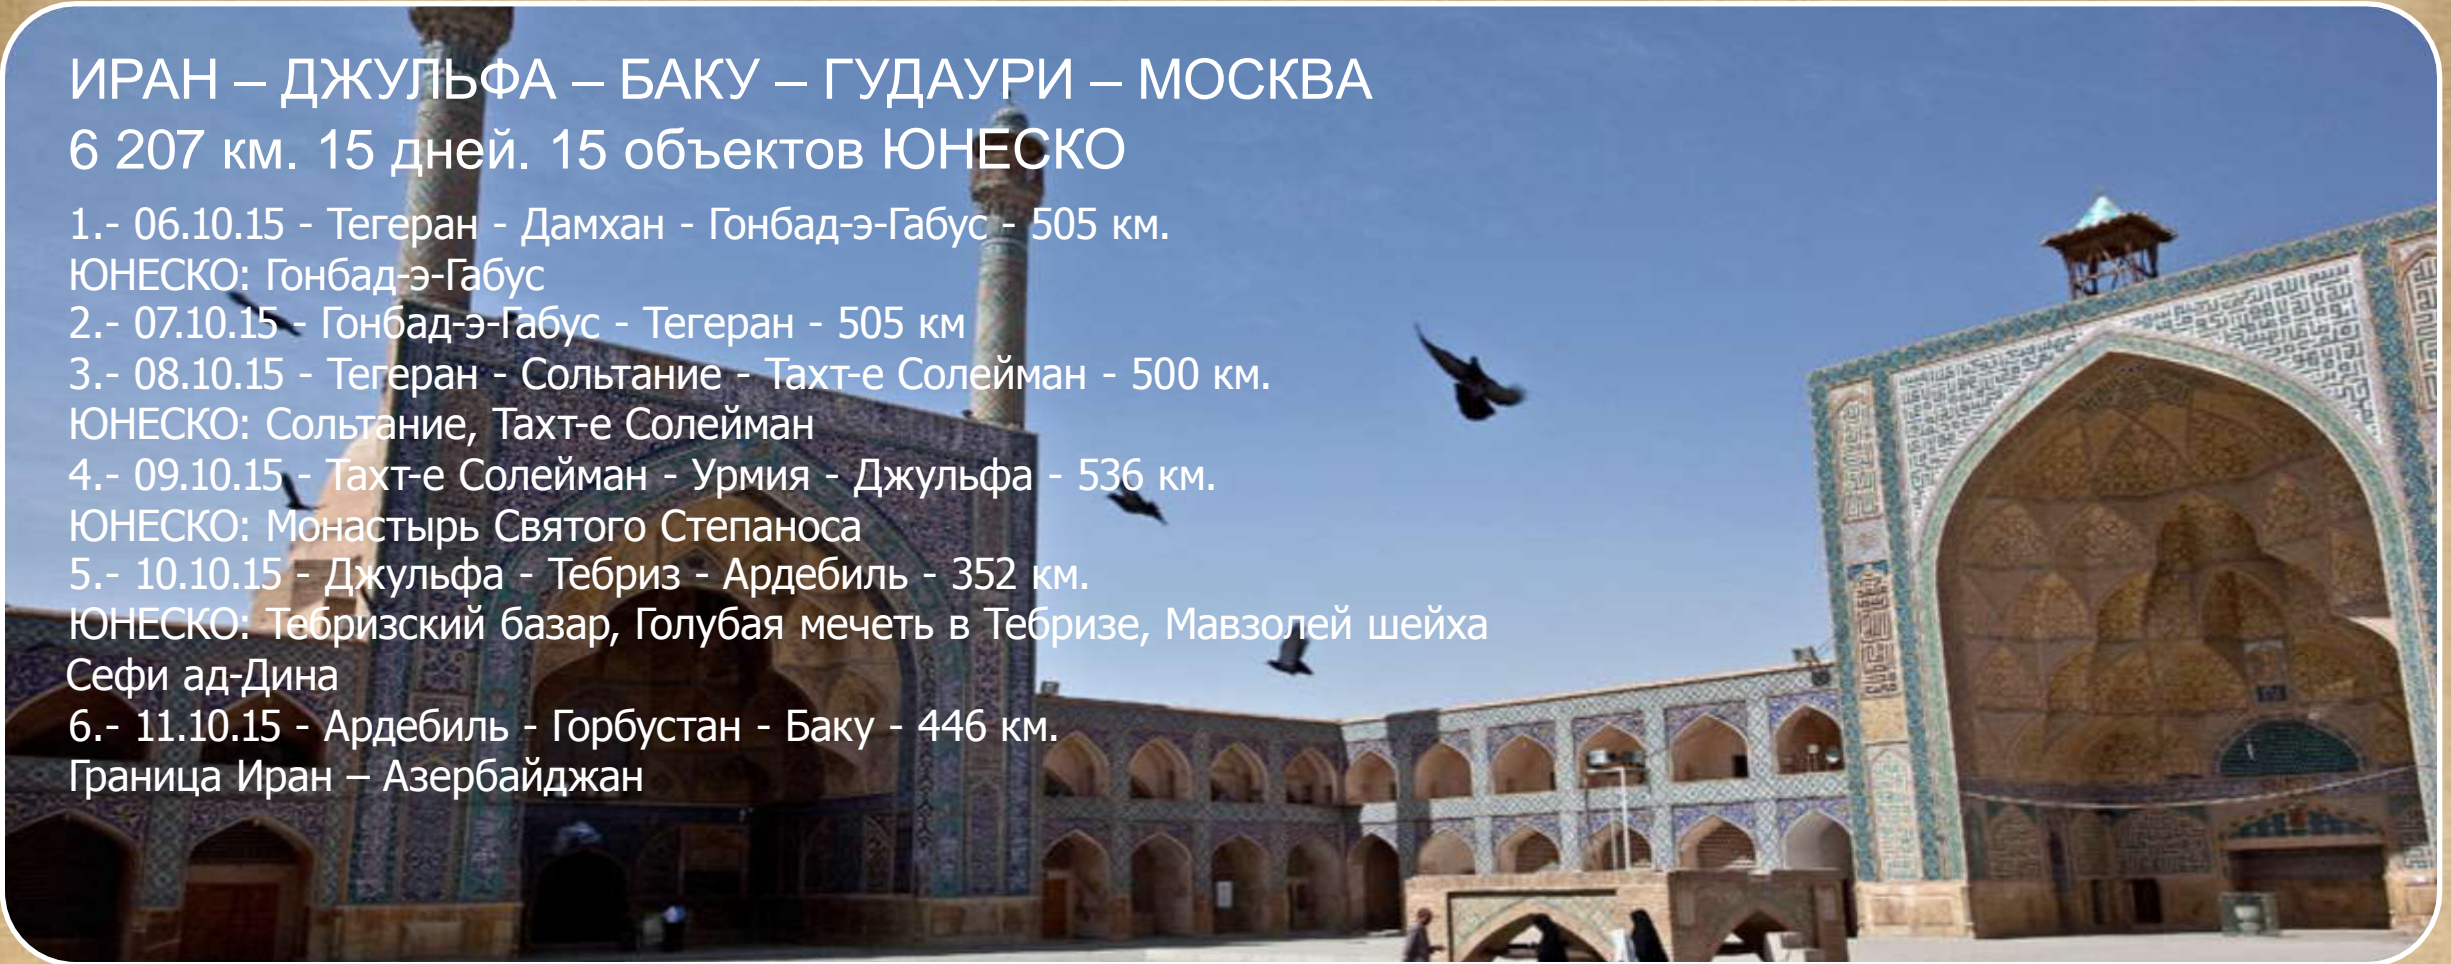 ИРАН – ДЖУЛЬФА – БАКУ – ГУДАУРИ – МОСКВА
6 207 км. 15 дней. 15 объектов ЮНЕСКО
1.- 06.10.15 - Тегеран - Дамхан - Гонбад-э-Габус - 505 км.
ЮНЕСКО: Гонбад-э-Габус
2.- 07.10.15 - Гонбад-э-Габус - Тегеран - 505 км
3.- 08.10.15 - Тегеран - Сольтание - Тахт-е Солейман - 500 км.
ЮНЕСКО: Сольтание, Тахт-е Солейман
4.- 09.10.15 - Тахт-е Солейман - Урмия - Джульфа - 536 км.
ЮНЕСКО: Монастырь Святого Степаноса
5.- 10.10.15 - Джульфа - Тебриз - Ардебиль - 352 км.
ЮНЕСКО: Тебризский базар, Голубая мечеть в Тебризе, Мавзолей шейха
Сефи ад-Дина
6.- 11.10.15 - Ардебиль - Горбустан - Баку - 446 км.
Граница Иран – Азербайджан